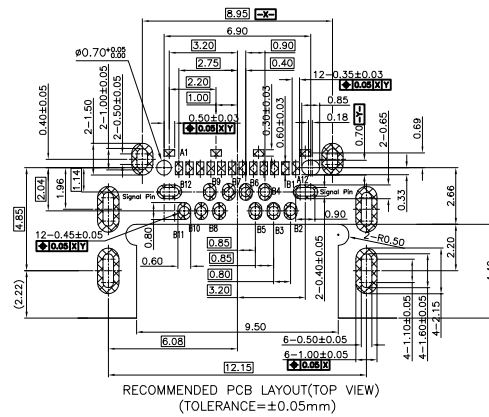 8.95 -X-
6.90
3.20 0.90
ø0.70+0.05 0.00
2.75 0.40
2.20 12-0.35±0.03
⌖ 0.05 X Y
1.00
0.85
0.50±0.03
⌖ 0.05 X Y
0.18
-Y-
0.40±0.05
2-1.50
2-1.00±0.05
2-0.50±0.05
0.30±0.03
0.60±0.03
0.70
2-0.65
0.69
A1
A12
B12 B9 B7 B6 B4 B1
Signal Pin Signal Pin
1.14
2.04
1.96
4.85
0.33
2.66
0.90
12-0.45±0.05
⌖ 0.05 X Y
0.80
B11 B10 B8 B5 B3 B2
0.60
0.85
0.85
0.80
3.20
2-0.40±0.05
2-R0.50
2.20
(2.22)
9.50
6.08
6-0.50±0.05
12.15
6-1.00±0.05
⌖ 0.05 X
4-1.10±0.05
4-1.60±0.05
4-2.15
RECOMMENDED PCB LAYOUT(TOP VIEW)
(TOLERANCE=±0.05mm)